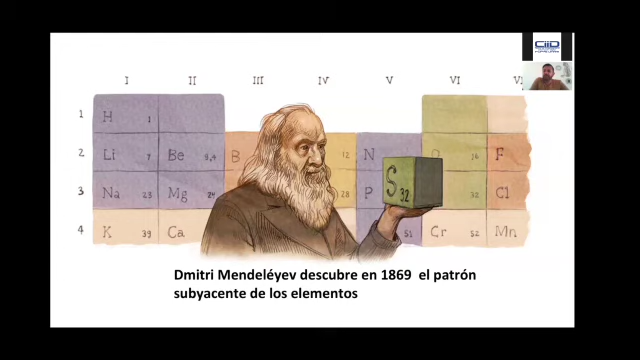 CIID
I II III IV V VI VI
1 H 1
2 Li 7 Be 9,4 B 12 N O 16 F
3 Na 23 Mg 24 28 P S 32 32 Cl
4 K 39 Ca 51 Cr 52 Mn
Dmitri Mendeléyev descubre en 1869 el patrón
subyacente de los elementos